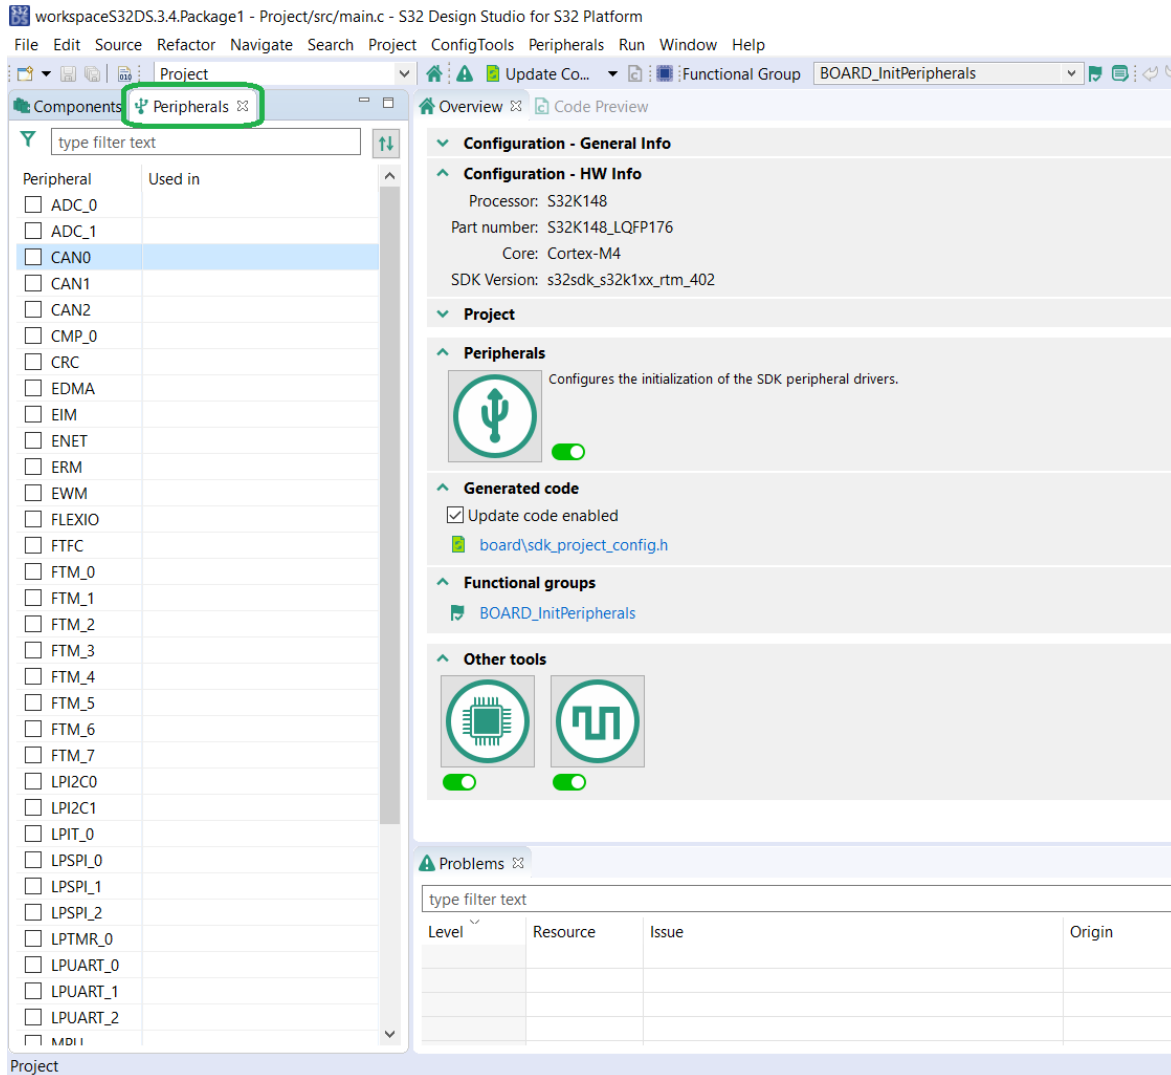 workspaceS32DS.3.4.Package1 - Project/src/main.c - S32 Design Studio for S32 Platform
File Edit Source Refactor Navigate Search Project ConfigTools Peripherals Run Window Help
Project Update Co... Functional Group BOARD_InitPeripherals
Components Peripherals
type filter text
Peripheral Used in
ADC_0
ADC_1
CAN0
CAN1
CAN2
CMP_0
CRC
EDMA
EIM
ENET
ERM
EWM
FLEXIO
FTFC
FTM_0
FTM_1
FTM_2
FTM_3
FTM_4
FTM_5
FTM_6
FTM_7
LPI2C0
LPI2C1
LPIT_0
LPSPI_0
LPSPI_1
LPSPI_2
LPTMR_0
LPUART_0
LPUART_1
LPUART_2
MPU
Overview Code Preview
Configuration - General Info
Configuration - HW Info
Processor: S32K148
Part number: S32K148_LQFP176
Core: Cortex-M4
SDK Version: s32sdk_s32k1xx_rtm_402
Project
Peripherals
Configures the initialization of the SDK peripheral drivers.
Generated code
Update code enabled
board\sdk_project_config.h
Functional groups
BOARD_InitPeripherals
Other tools
Problems
type filter text
Level Resource Issue Origin
Project